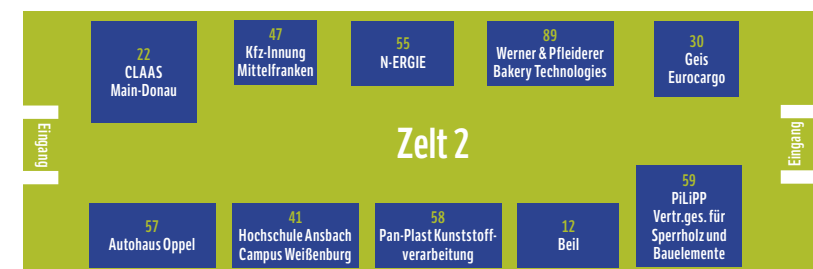 22
CLAAS
Main-Donau
47
Kfz-Innung
Mittelfranken
55
N-ERGIE
89
Werner & Pfleiderer
Bakery Technologies
30
Geis
Eurocargo
Eingang
Zelt 2
Eingang
57
Autohaus Oppel
41
Hochschule Ansbach
Campus Weißenburg
58
Pan-Plast Kunststoff-
verarbeitung
12
Beil
59
PiLiPP
Vertr.ges. für
Sperrholz und
Bauelemente